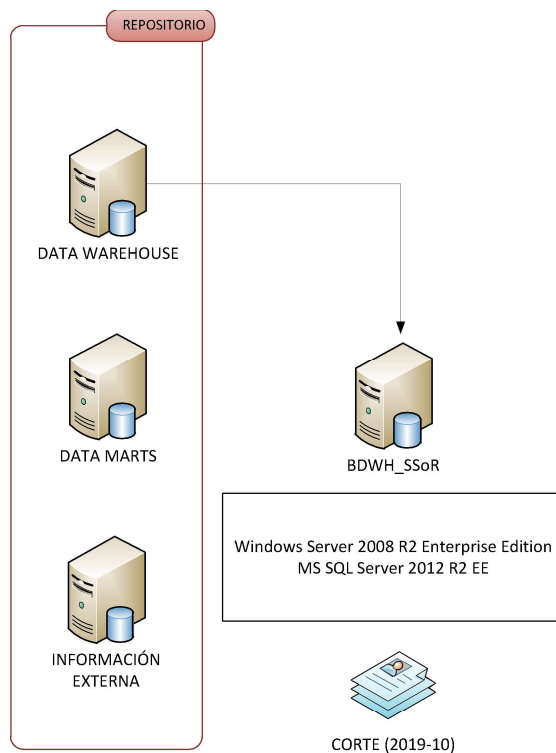 REPOSITORIO
DATA WAREHOUSE
DATA MARTS
BDWH_SSoR
Windows Server 2008 R2 Enterprise Edition
MS SQL Server 2012 R2 EE
INFORMACIÓN
EXTERNA
CORTE (2019-10)